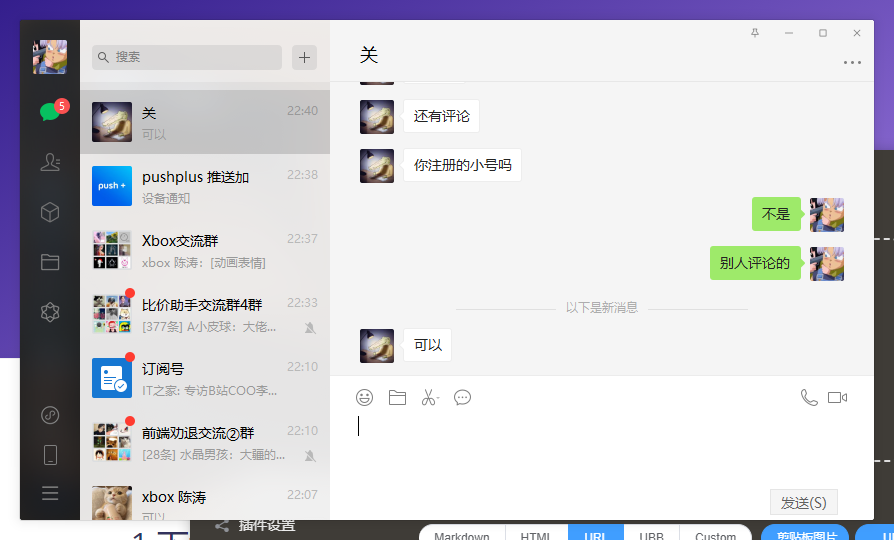 搜索
5
关
22:40
可以
pushplus 推送加
22:38
设备通知
push +
Xbox交流群
22:37
xbox 陈涛: [动画表情]
比价助手交流群4群
22:33
[377条] A小皮球: 大佬...
订阅号
22:10
IT之家: 专访B站COO李...
前端劝退交流②群
22:10
[28条] 水晶男孩: 大疆的...
xbox 陈涛
22:07
可以
关
还有评论
你注册的小号吗
不是
别人评论的
以下是新消息
可以
发送(S)
插件设置
Markdown
HTML
URL
UBB
Custom
剪贴板图片